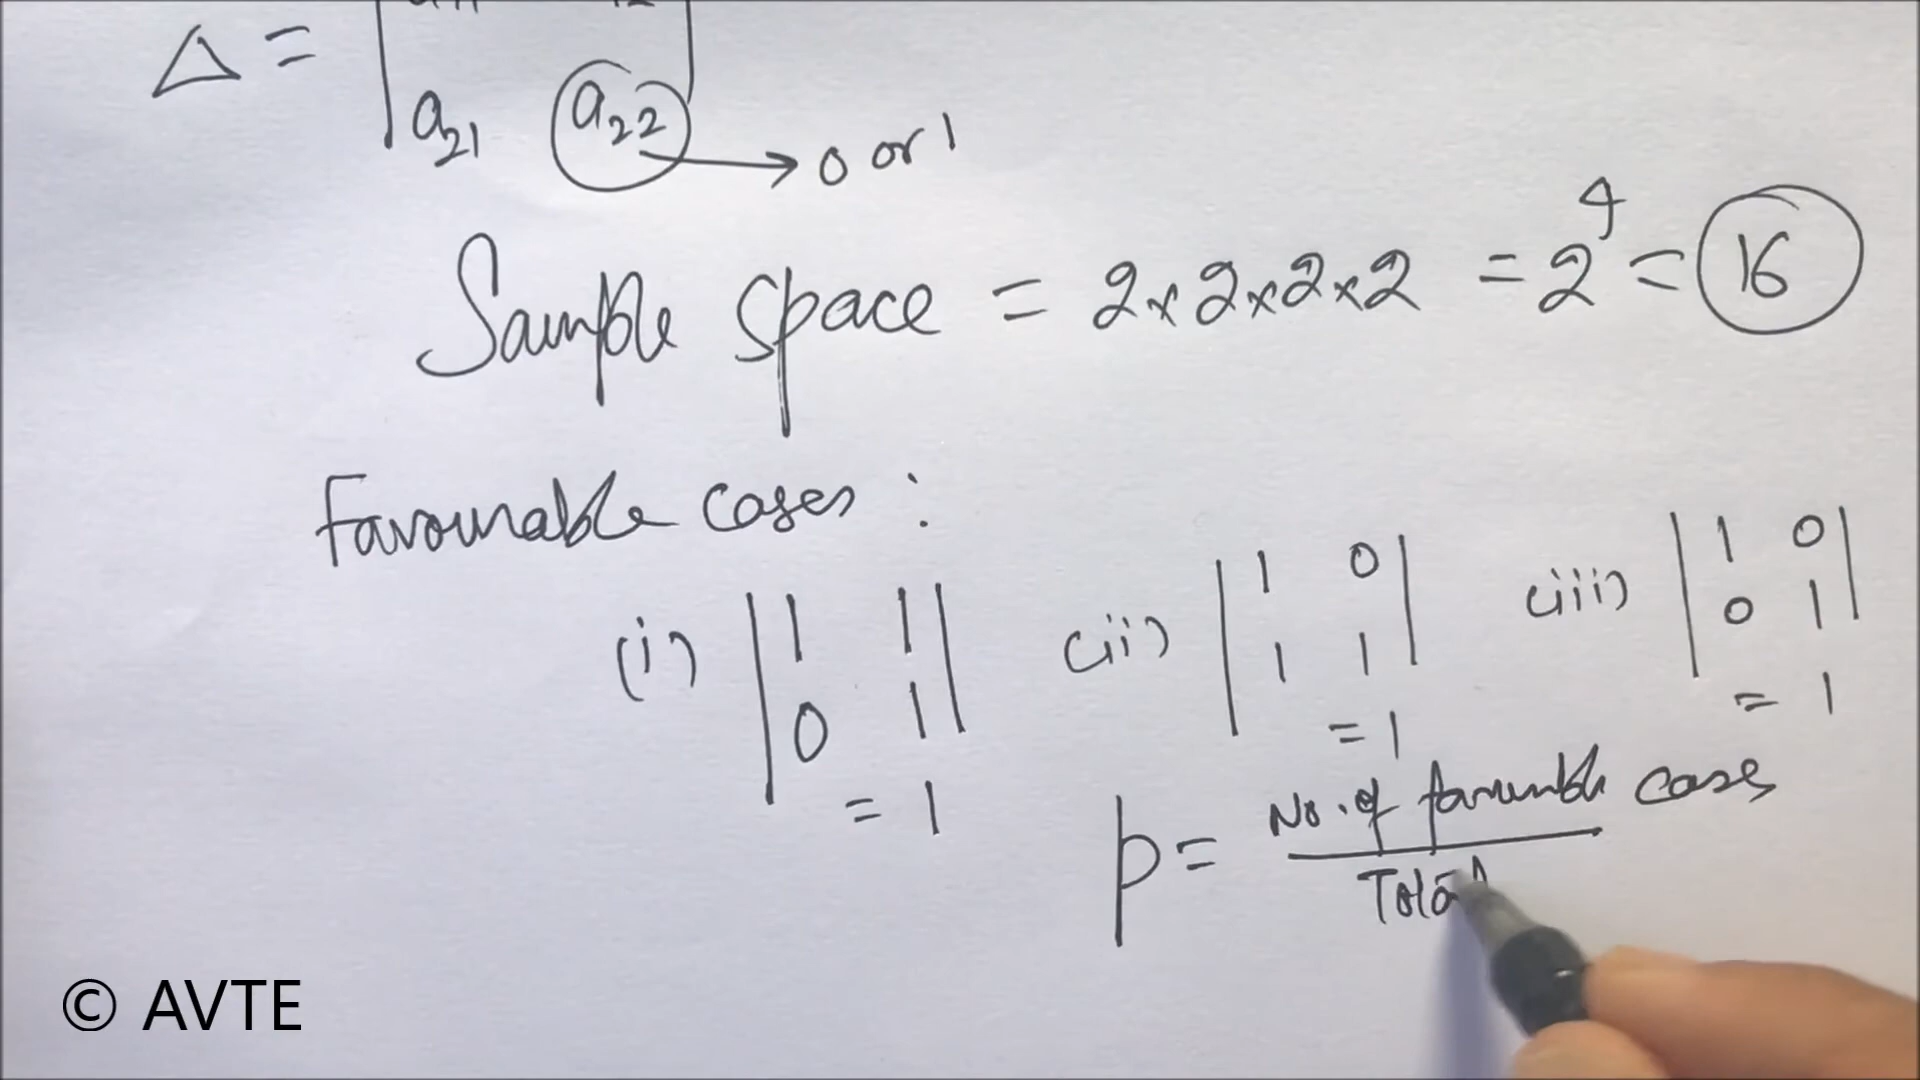 Δ =
a21 a22 → 0 or 1
Sample space = 2×2×2×2 = 2^4 = 16
Favourable cases :
(i) | 1 1 | (ii) | 1 0 | (iii) | 1 0 |
| 0 1 | | 1 1 | | 0 1 |
= 1 = 1 = 1
p = No. of favourable cases
Total
© AVTE